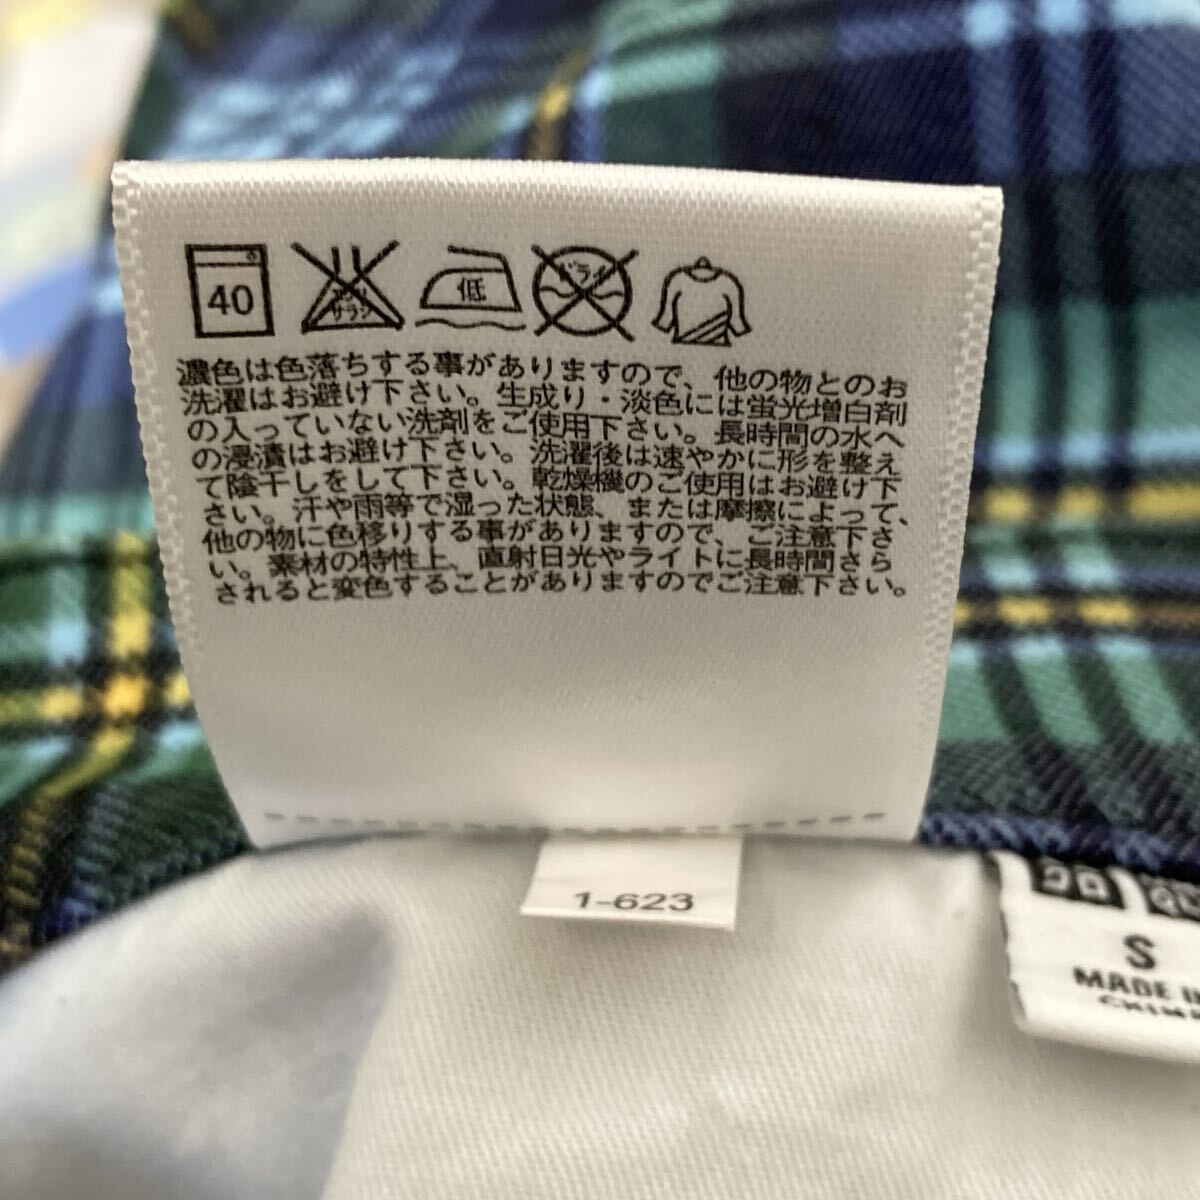 40
エンソ
サラシ
低
ドライ
濃色は色落ちする事がありますので、他の物とのお
洗濯はお避け下さい。生成り・淡色には蛍光増白剤
の入っていない洗剤をご使用下さい。長時間の水へ
の浸漬はお避け下さい。洗濯後は速やかに形を整え
て陰干しをして下さい。乾燥機のご使用はお避け下
さい。汗や雨等で湿った状態、または摩擦によって、
他の物に色移りする事がありますので、ご注意下さ
い。素材の特性上、直射日光やライトに長時間さら
されると変色することがありますのでご注意下さい。
1-623
クロ
S
MADE IN
CHINA